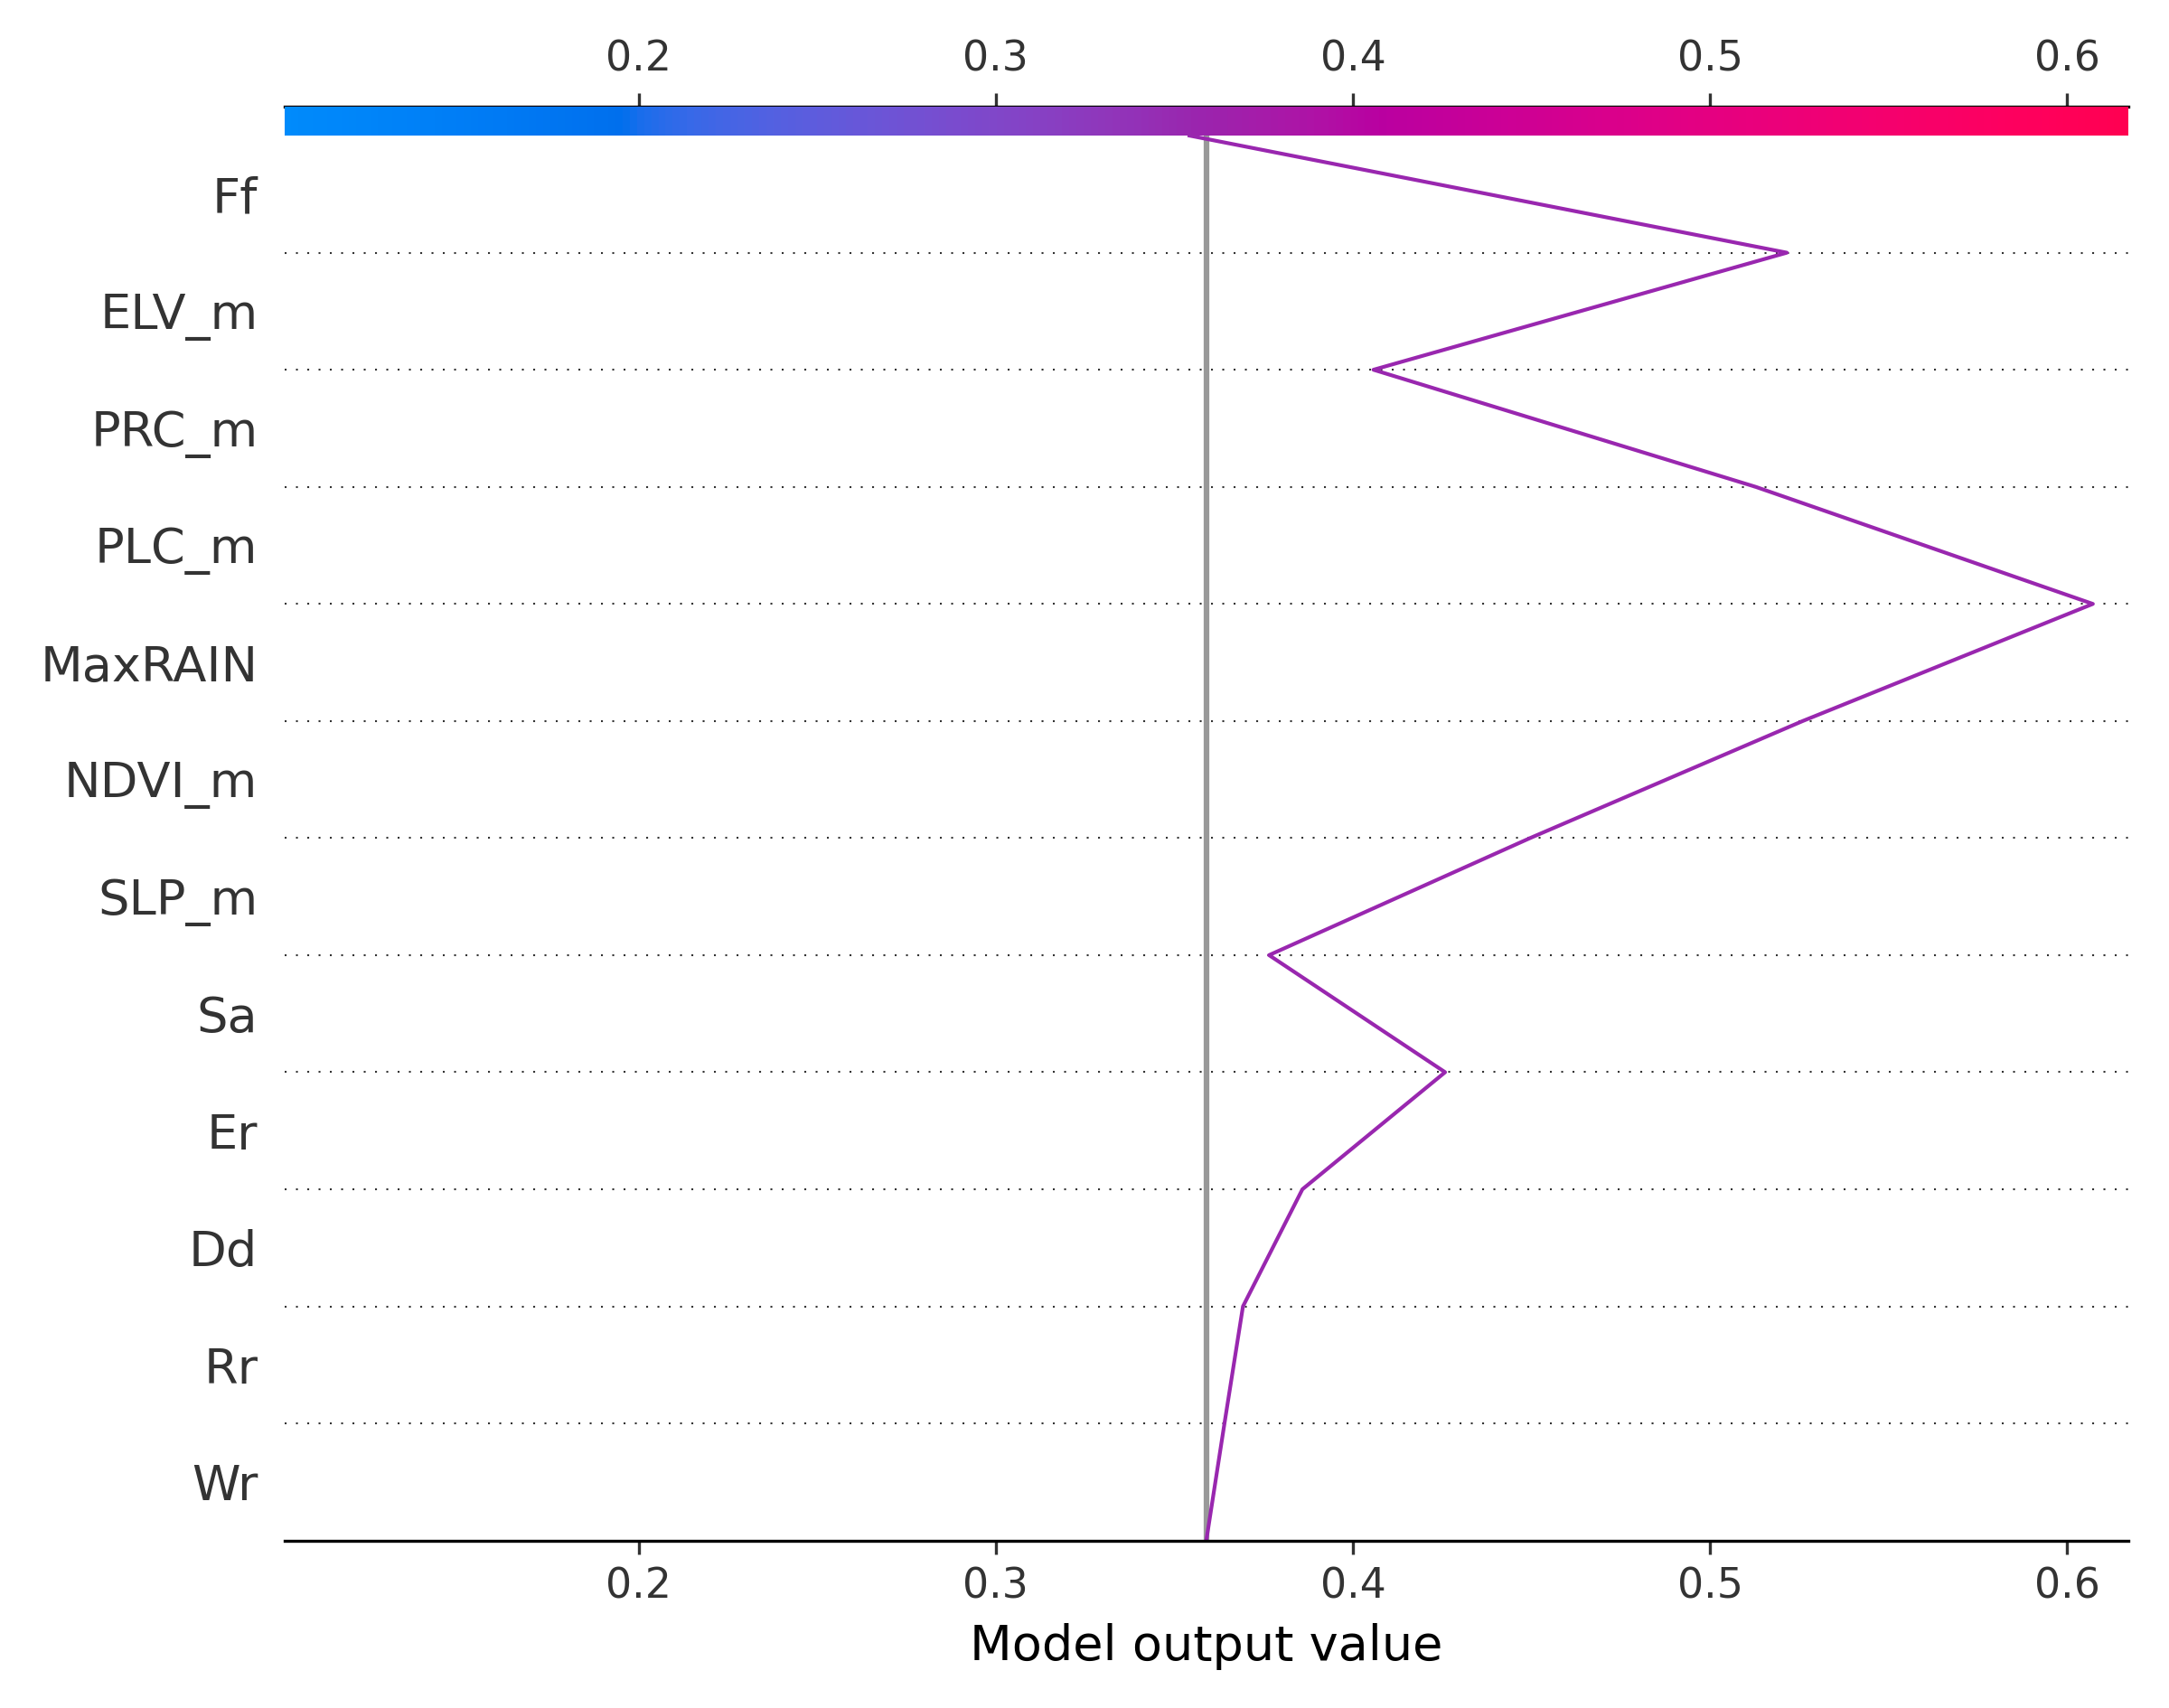 0.2 0.3 0.4 0.5 0.6
Ff
ELV_m
PRC_m
PLC_m
MaxRAIN
NDVI_m
SLP_m
Sa
Er
Dd
Rr
Wr
0.2 0.3 0.4 0.5 0.6
Model output value